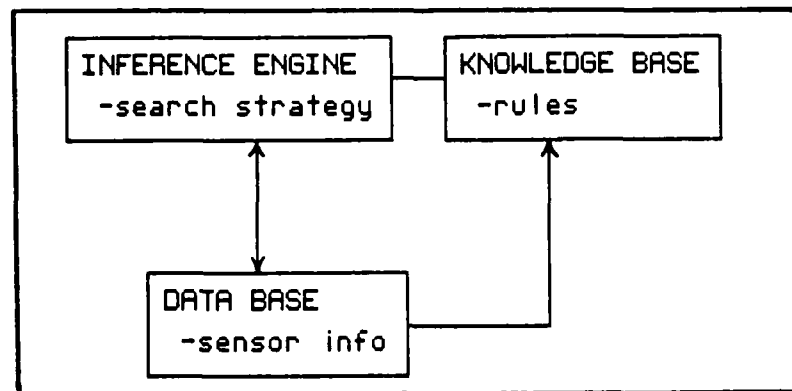 INFERENCE ENGINE
-search strategy
KNOWLEDGE BASE
-rules
DATA BASE
-sensor info